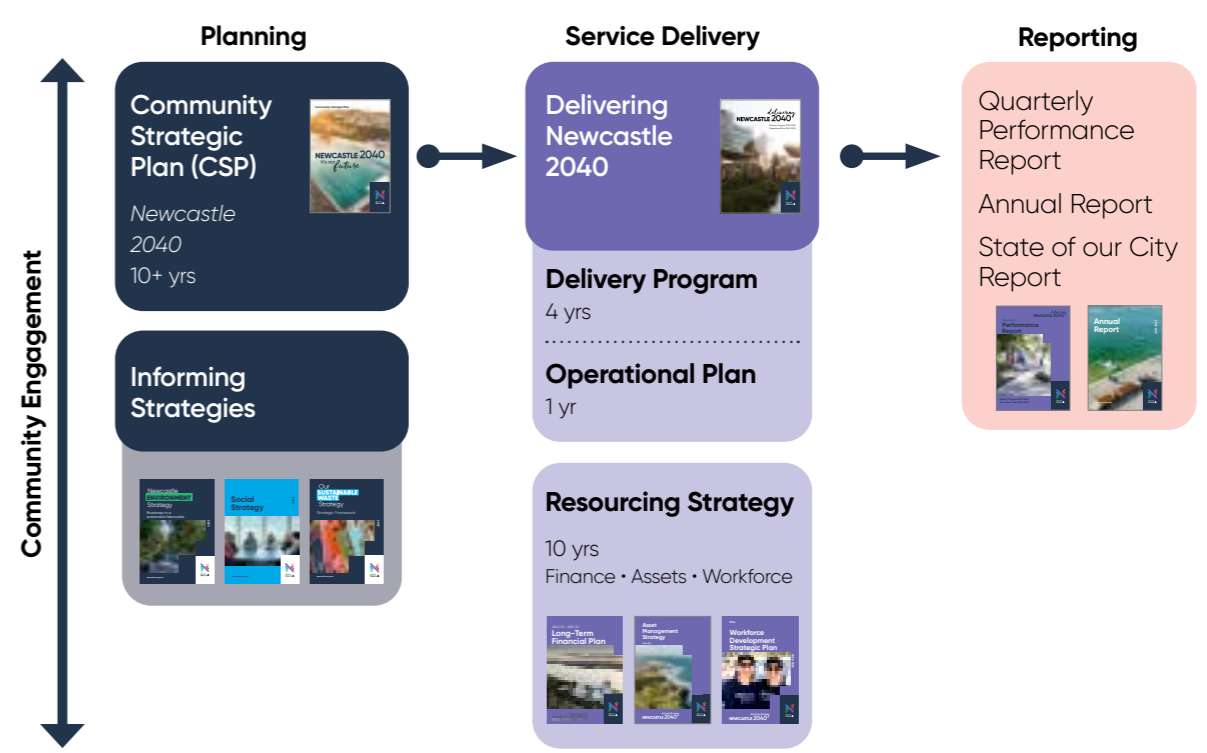 Planning
Service Delivery
Reporting
Community Engagement
Community
Strategic
Plan (CSP)
Newcastle
2040
10+ yrs
NEWCASTLE 2040
It's our
future
Informing
Strategies
Newcastle
ENVIRONMENT
Strategy
Social
Strategy
Our
SUSTAINABLE
WASTE
Strategy
Delivering
Newcastle
2040
delivering
NEWCASTLE 2040
Delivery Program
4 yrs
Operational Plan
1 yr
Resourcing Strategy
10 yrs
Finance • Assets • Workforce
Long-Term
Financial Plan
Asset
Management
Strategy
NEWCASTLE 2040
Workforce
Development
Strategic Plan
NEWCASTLE 2040
Quarterly
Performance
Report
Annual Report
State of our City
Report
Performance
Report
Annual
Report